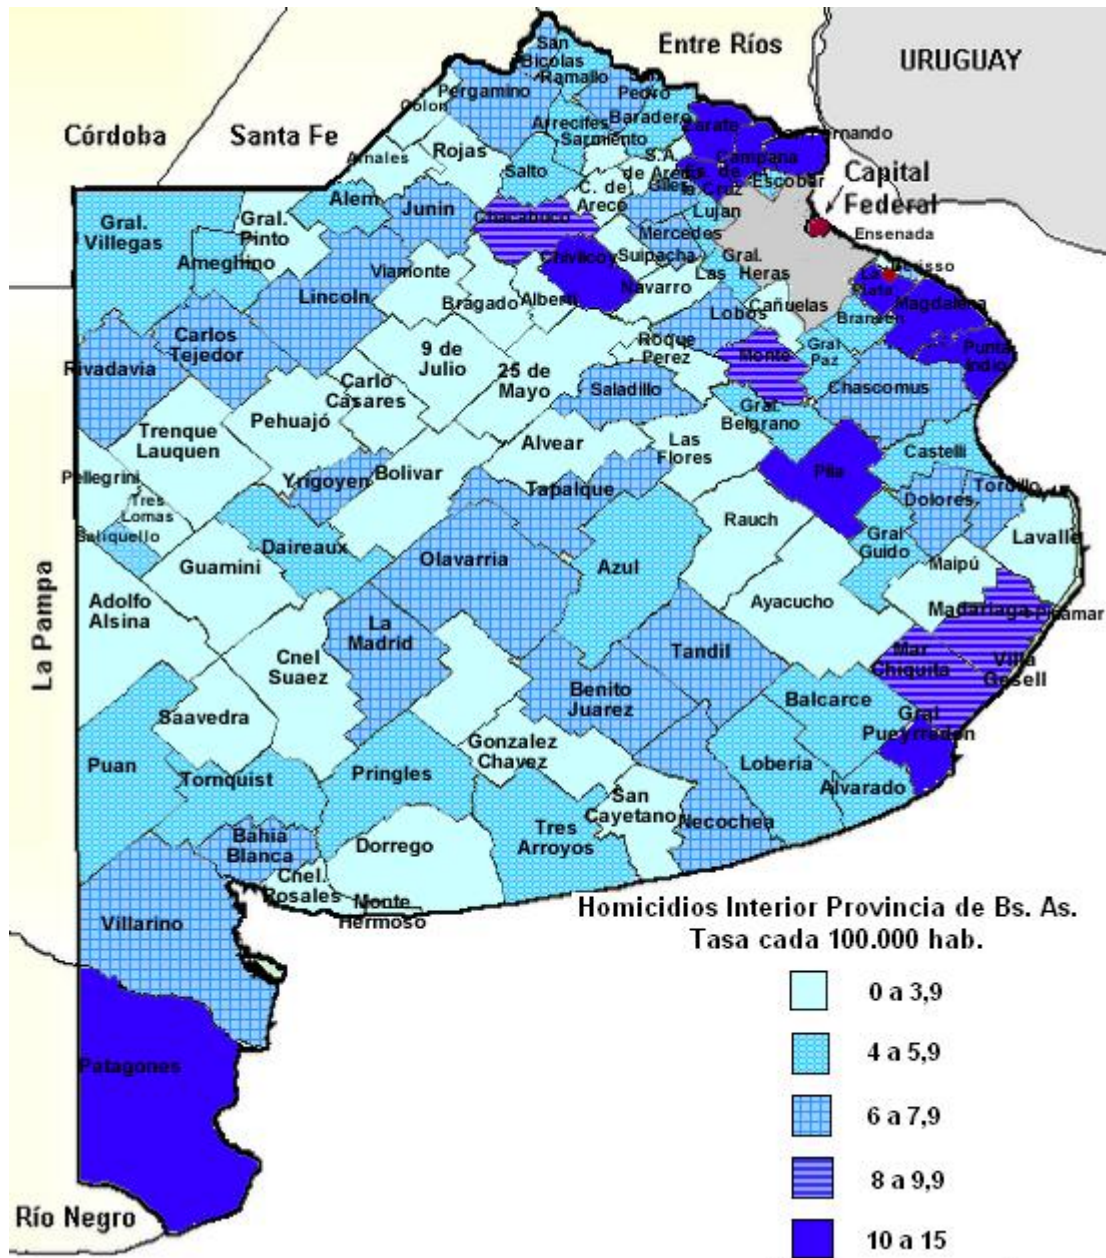 Entre Ríos
URUGUAY
Córdoba
Santa Fe
San
Bicolas
Ramallo
Pergamino
Colon
Pedro
Baradero
Arrecifes
Sarmiento
Rojas
Salto
S.A.
C. de
Areco
Campana
Escobar
Capital
Federal
Ensenada
Gral.
Villegas
Gral.
Pinto
Ameghino
Alem
Junin
Chacabuco
Chivilcoy
Suipacha
Mercedes
Lujan
Gral.
Las Heras
Navarro
Cañuelas
Lobos
La
Plata
Magdalena
Punta
Indio
Gral
Paz
Viamonte
Lincoln
Bragado
Alberti
Carlos
Tejedor
Rivadavia
9 de
Julio
25 de
Mayo
Roque
Perez
Monte
Chascomus
Saladillo
Carlo
Casares
Pehuajó
Trenque
Lauquen
Gral.
Belgrano
Alvear
Las
Flores
Pila
Castelli
Pellegrini
Tres
Lomas
Yrigoyen
Bolivar
Tapalque
Dolores
Tordillo
Saliquello
Daireaux
Guamini
Olavarria
Azul
Rauch
Gral
Guido
Lavalle
Maipú
Adolfo
Alsina
Ayacucho
Madariaga
La Pampa
La
Madrid
Cnel
Suaez
Tandil
Mar
Chiquita
Villa
Gesell
Benito
Juarez
Balcarce
Saavedra
Gral
Pueyrredon
Gonzalez
Chavez
Puan
Tornquist
Pringles
Loberia
Alvarado
San
Cayetano
Necochea
Tres
Arroyos
Bahia
Blanca
Dorrego
Cnel.
Rosales
Monte
Hermoso
Villarino
Patagones
Río Negro
Homicidios Interior Provincia de Bs. As.
Tasa cada 100.000 hab.
0 a 3,9
4 a 5,9
6 a 7,9
8 a 9,9
10 a 15